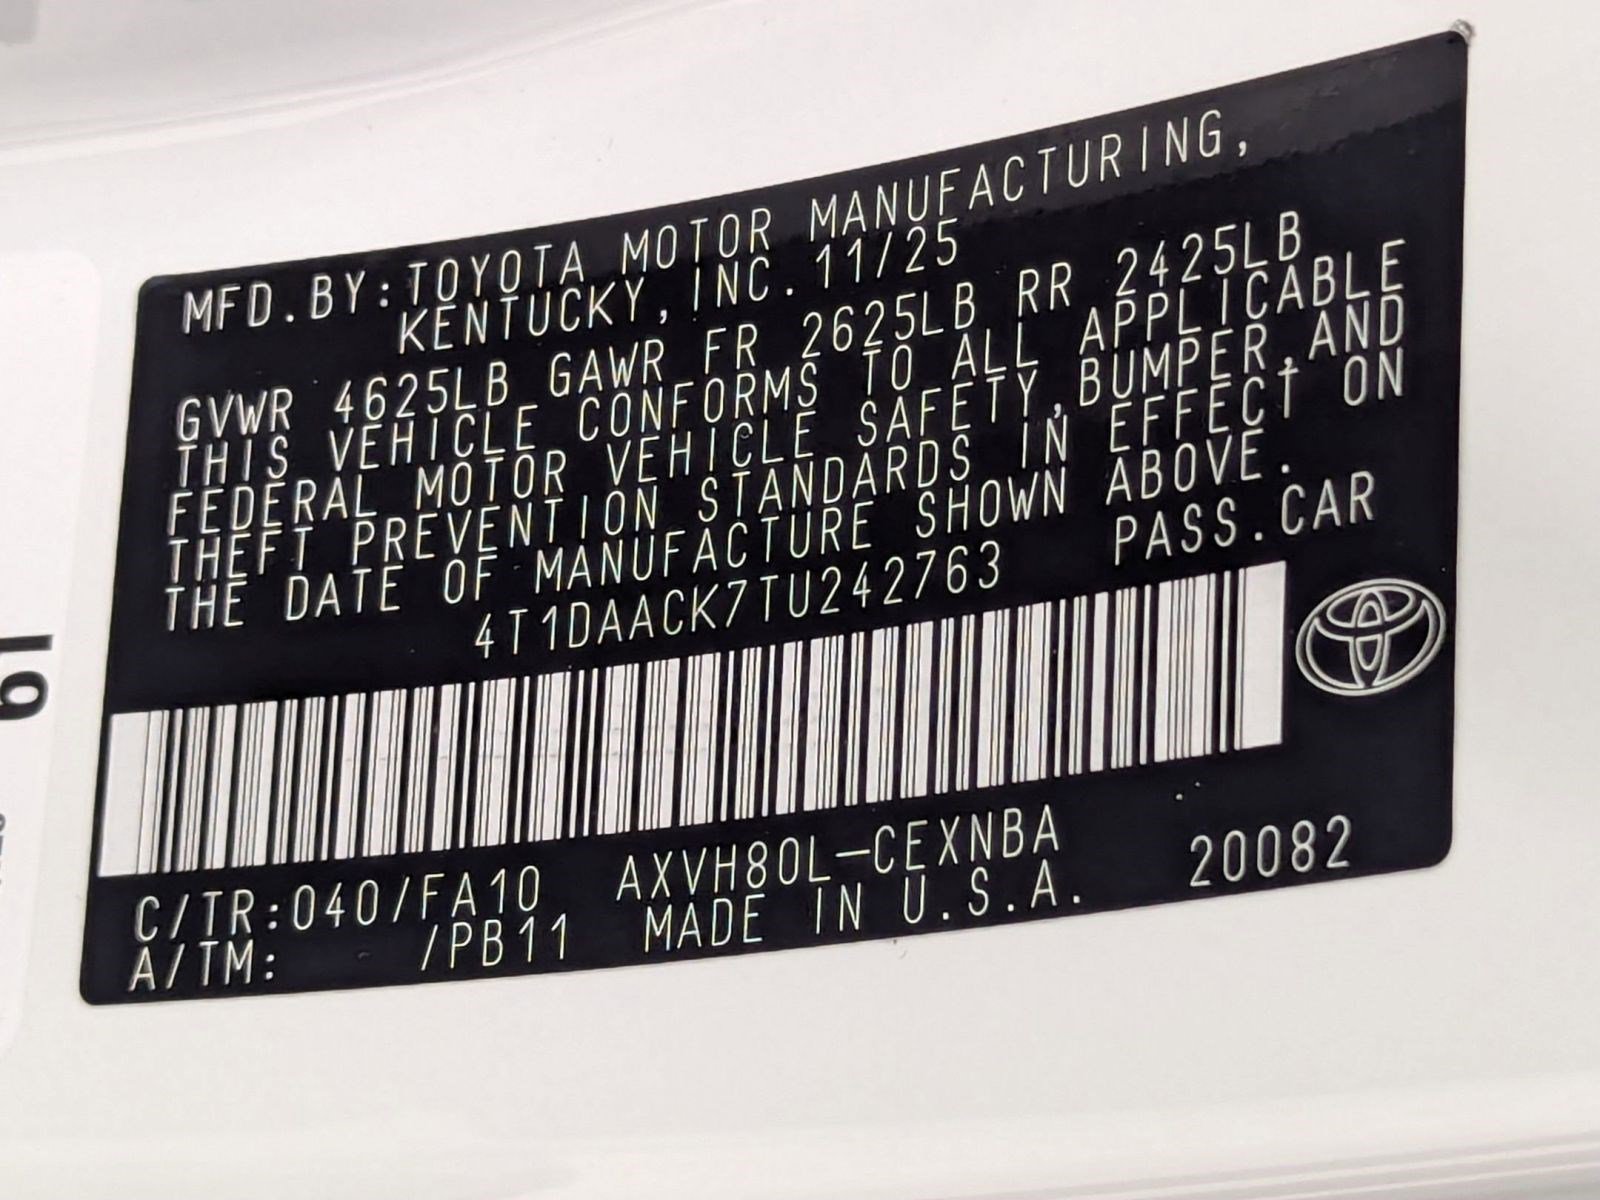 MFD.BY:TOYOTA MOTOR MANUFACTURING,
KENTUCKY,INC. 11/25
GVWR 4625LB GAWR FR 2625LB RR 2425LB
THIS VEHICLE CONFORMS TO ALL APPLICABLE
FEDERAL MOTOR VEHICLE SAFETY,BUMPER,AND
THEFT PREVENTION STANDARDS IN EFFECT ON
THE DATE OF MANUFACTURE SHOWN ABOVE.
4T1DAACK7TU242763 PASS.CAR
C/TR:040/FA10 AXVH80L-CEXNBA 20082
A/TM: /PB11 MADE IN U.S.A.